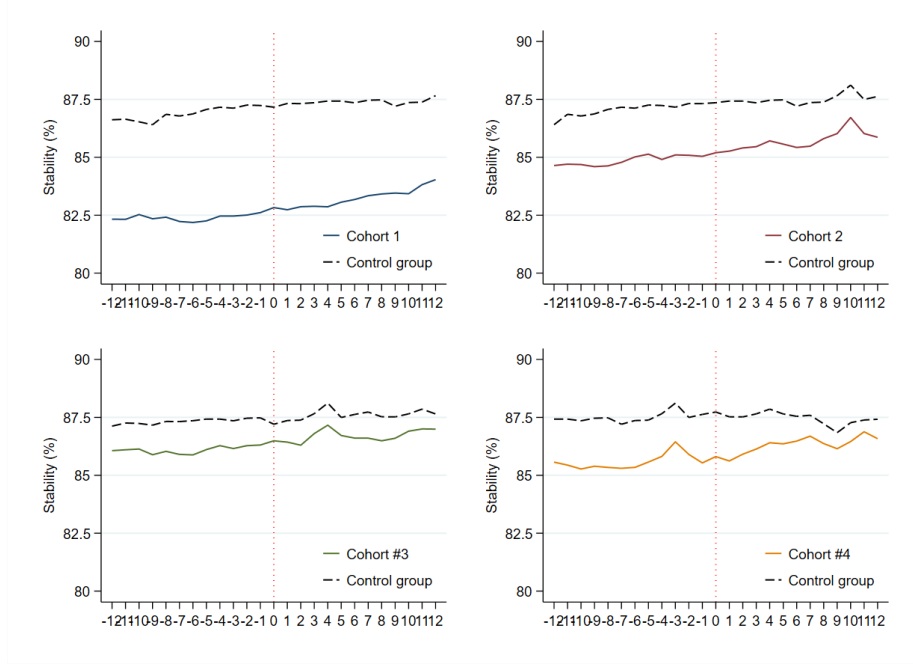 90
87.5
85
82.5
80
Stability (%)
Cohort 1
Control group
-12-11-10-9-8-7-6-5-4-3-2-1 0 1 2 3 4 5 6 7 8 9 10 11 12
90
87.5
85
82.5
80
Stability (%)
Cohort 2
Control group
-12-11-10-9-8-7-6-5-4-3-2-1 0 1 2 3 4 5 6 7 8 9 10 11 12
90
87.5
85
82.5
80
Stability (%)
Cohort #3
Control group
-12-11-10-9-8-7-6-5-4-3-2-1 0 1 2 3 4 5 6 7 8 9 10 11 12
90
87.5
85
82.5
80
Stability (%)
Cohort #4
Control group
-12-11-10-9-8-7-6-5-4-3-2-1 0 1 2 3 4 5 6 7 8 9 10 11 12